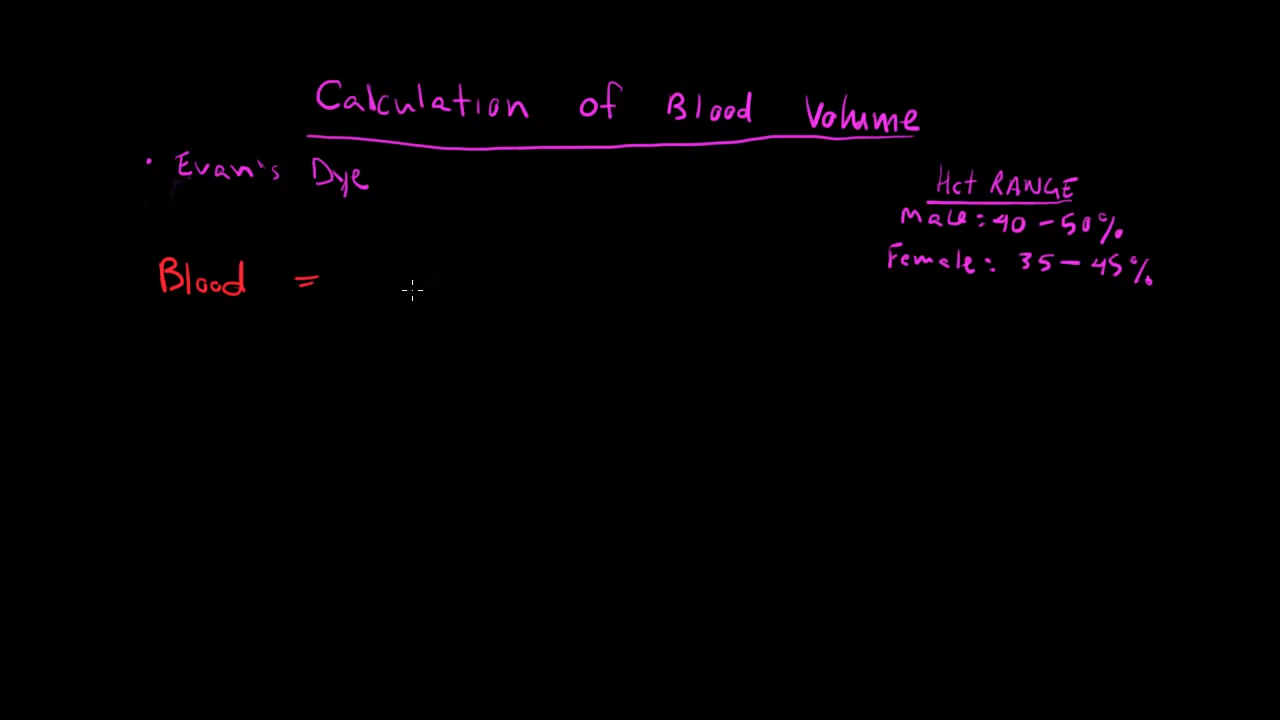 Calculation of Blood Volume
• Evan's Dye
Hct RANGE
Male: 40 - 50%
Female: 35 - 45%
Blood =